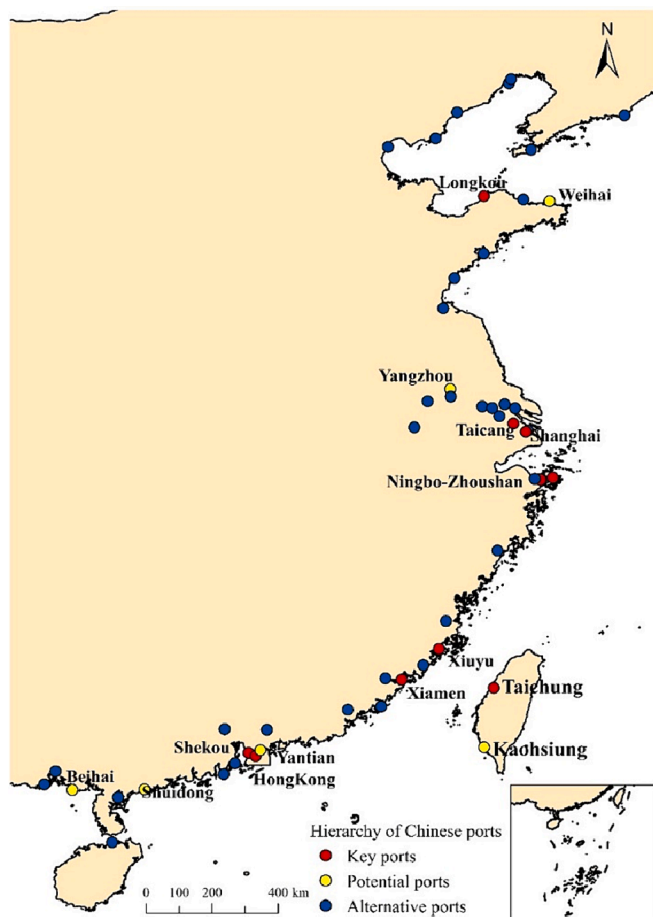 N
Longkou
Weihai
Yangzhou
Taicang
Shanghai
Ningbo-Zhoushan
Xiuyu
Xiamen
Taichung
Shekou
Yantian
Kaohsiung
HongKong
Beihai
Shuidong
Hierarchy of Chinese ports
Key ports
Potential ports
Alternative ports
0 200 400 km